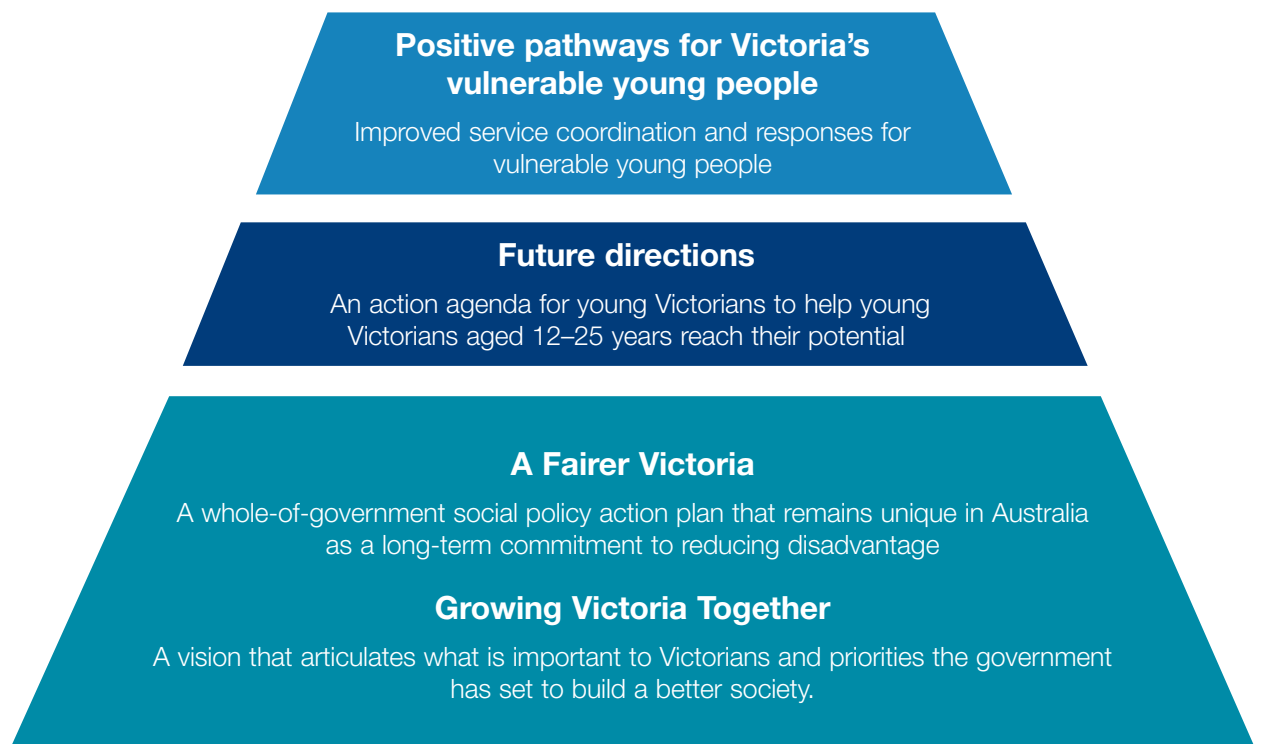 Positive pathways for Victoria’s
vulnerable young people
Improved service coordination and responses for
vulnerable young people
Future directions
An action agenda for young Victorians to help young
Victorians aged 12–25 years reach their potential
A Fairer Victoria
A whole-of-government social policy action plan that remains unique in Australia
as a long-term commitment to reducing disadvantage
Growing Victoria Together
A vision that articulates what is important to Victorians and priorities the government
has set to build a better society.